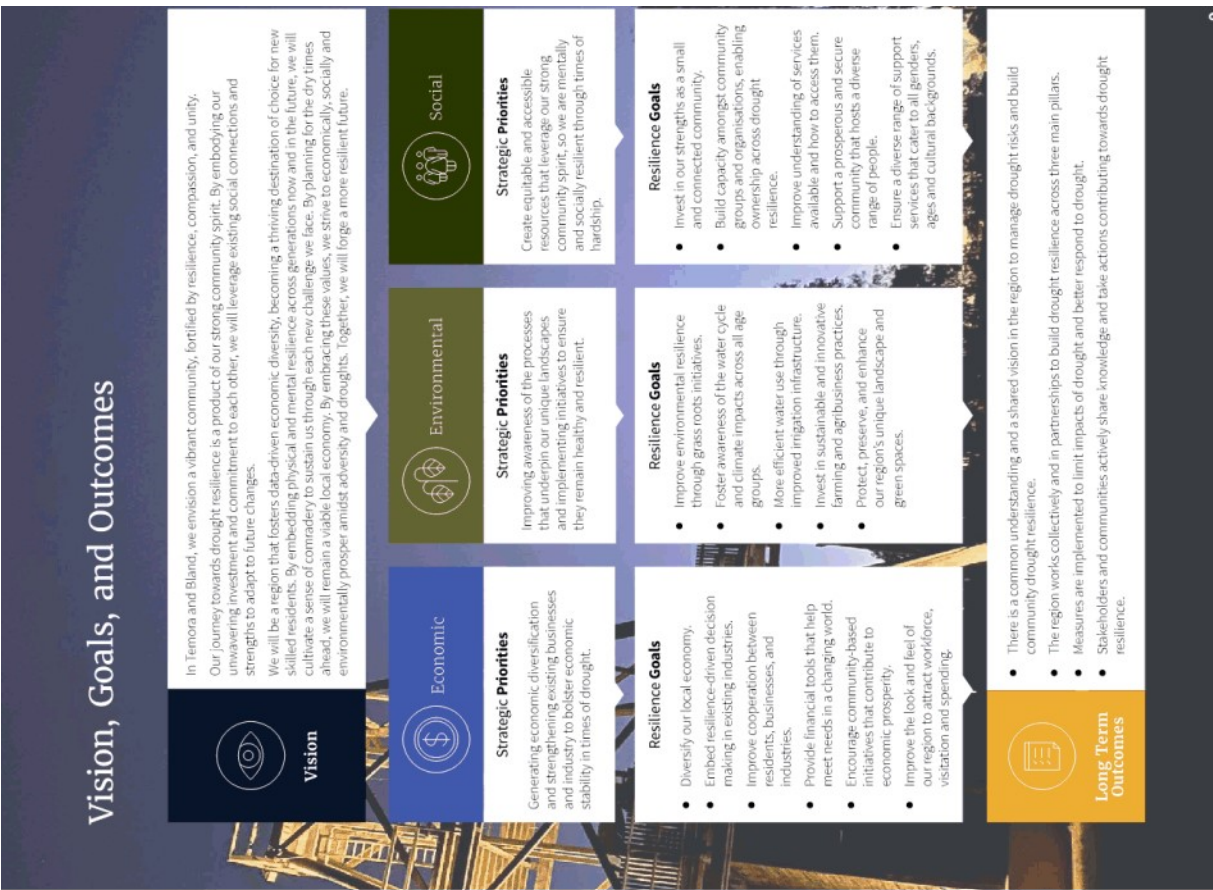 Vision, Goals, and Outcomes
Vision
In Temora and Bland, we envision a vibrant community, fortified by resilience, compassion, and unity.
Our journey towards drought resilience is a product of our strong community spirit. By embodying our
unwavering investment and commitment to each other, we will leverage existing social connections and
strengths to adapt to future changes.
We will be a region that fosters data-driven economic diversity, becoming a thriving destination of choice for new
skilled residents. By embedding physical and mental resilience across generations now and in the future, we will
cultivate a sense of comradery to sustain us through each new challenge we face. By planning for the dry times
ahead, we will remain a viable local economy. By embracing these values, we strive to economically, socially and
environmentally prosper amidst adversity and droughts. Together, we will forge a more resilient future.
Economic
Strategic Priorities
Generating economic diversification
and strengthening existing businesses
and industry to bolster economic
stability in times of drought.
Resilience Goals
• Diversify our local economy.
• Embed resilience-driven decision
making in existing industries.
• Improve cooperation between
residents, businesses, and
industries.
• Provide financial tools that help
meet needs in a changing world.
• Encourage community-based
initiatives that contribute to
economic prosperity.
• Improve the look and feel of
our region to attract workforce,
visitation and spending.
Environmental
Strategic Priorities
Improving awareness of the processes
that underpin our unique landscapes
and implementing initiatives to ensure
they remain healthy and resilient.
Resilience Goals
• Improve environmental resilience
through grass roots initiatives.
• Foster awareness of the water cycle
and climate impacts across all age
groups.
• More efficient water use through
improved irrigation infrastructure.
• Invest in sustainable and innovative
farming and agribusiness practices.
• Protect, preserve, and enhance
our region's unique landscape and
green spaces.
Social
Strategic Priorities
Create equitable and accessible
resources that leverage our strong
community spirit, so we are mentally
and socially resilient through times of
hardship.
Resilience Goals
• Invest in our strengths as a small
and connected community.
• Build capacity amongst community
groups and organisations, enabling
ownership across drought
resilience.
• Improve understanding of services
available and how to access them.
• Support a prosperous and secure
community that hosts a diverse
range of people.
• Ensure a diverse range of support
services that cater to all genders,
ages and cultural backgrounds.
Long Term
Outcomes
• There is a common understanding and a shared vision in the region to manage drought risks and build
community drought resilience.
• The region works collectively and in partnerships to build drought resilience across three main pillars.
• Measures are implemented to limit impacts of drought and better respond to drought.
• Stakeholders and communities actively share knowledge and take actions contributing towards drought
resilience.